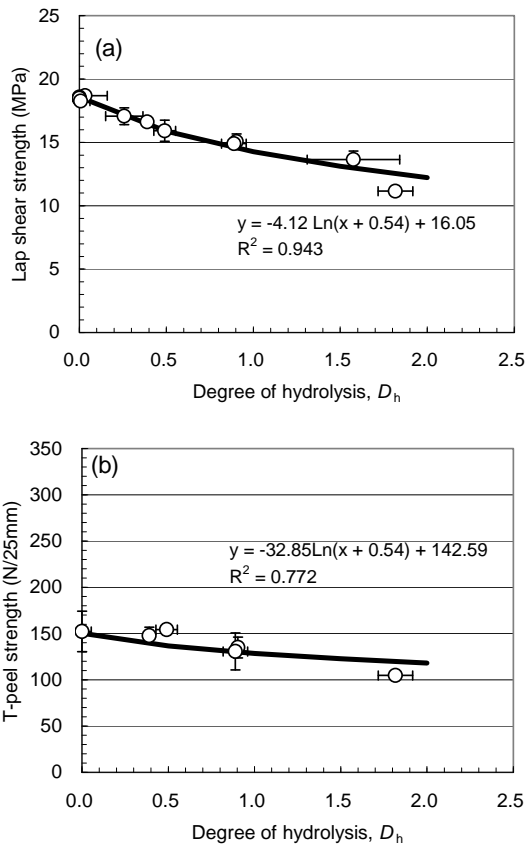 (a)
25
20
15
10
5
0
Lap shear strength (MPa)
y = -4.12 Ln(x + 0.54) + 16.05
R² = 0.943
0.0 0.5 1.0 1.5 2.0 2.5
Degree of hydrolysis, Dₕ
(b)
350
300
250
200
150
100
50
0
T-peel strength (N/25mm)
y = -32.85Ln(x + 0.54) + 142.59
R² = 0.772
0.0 0.5 1.0 1.5 2.0 2.5
Degree of hydrolysis, Dₕ